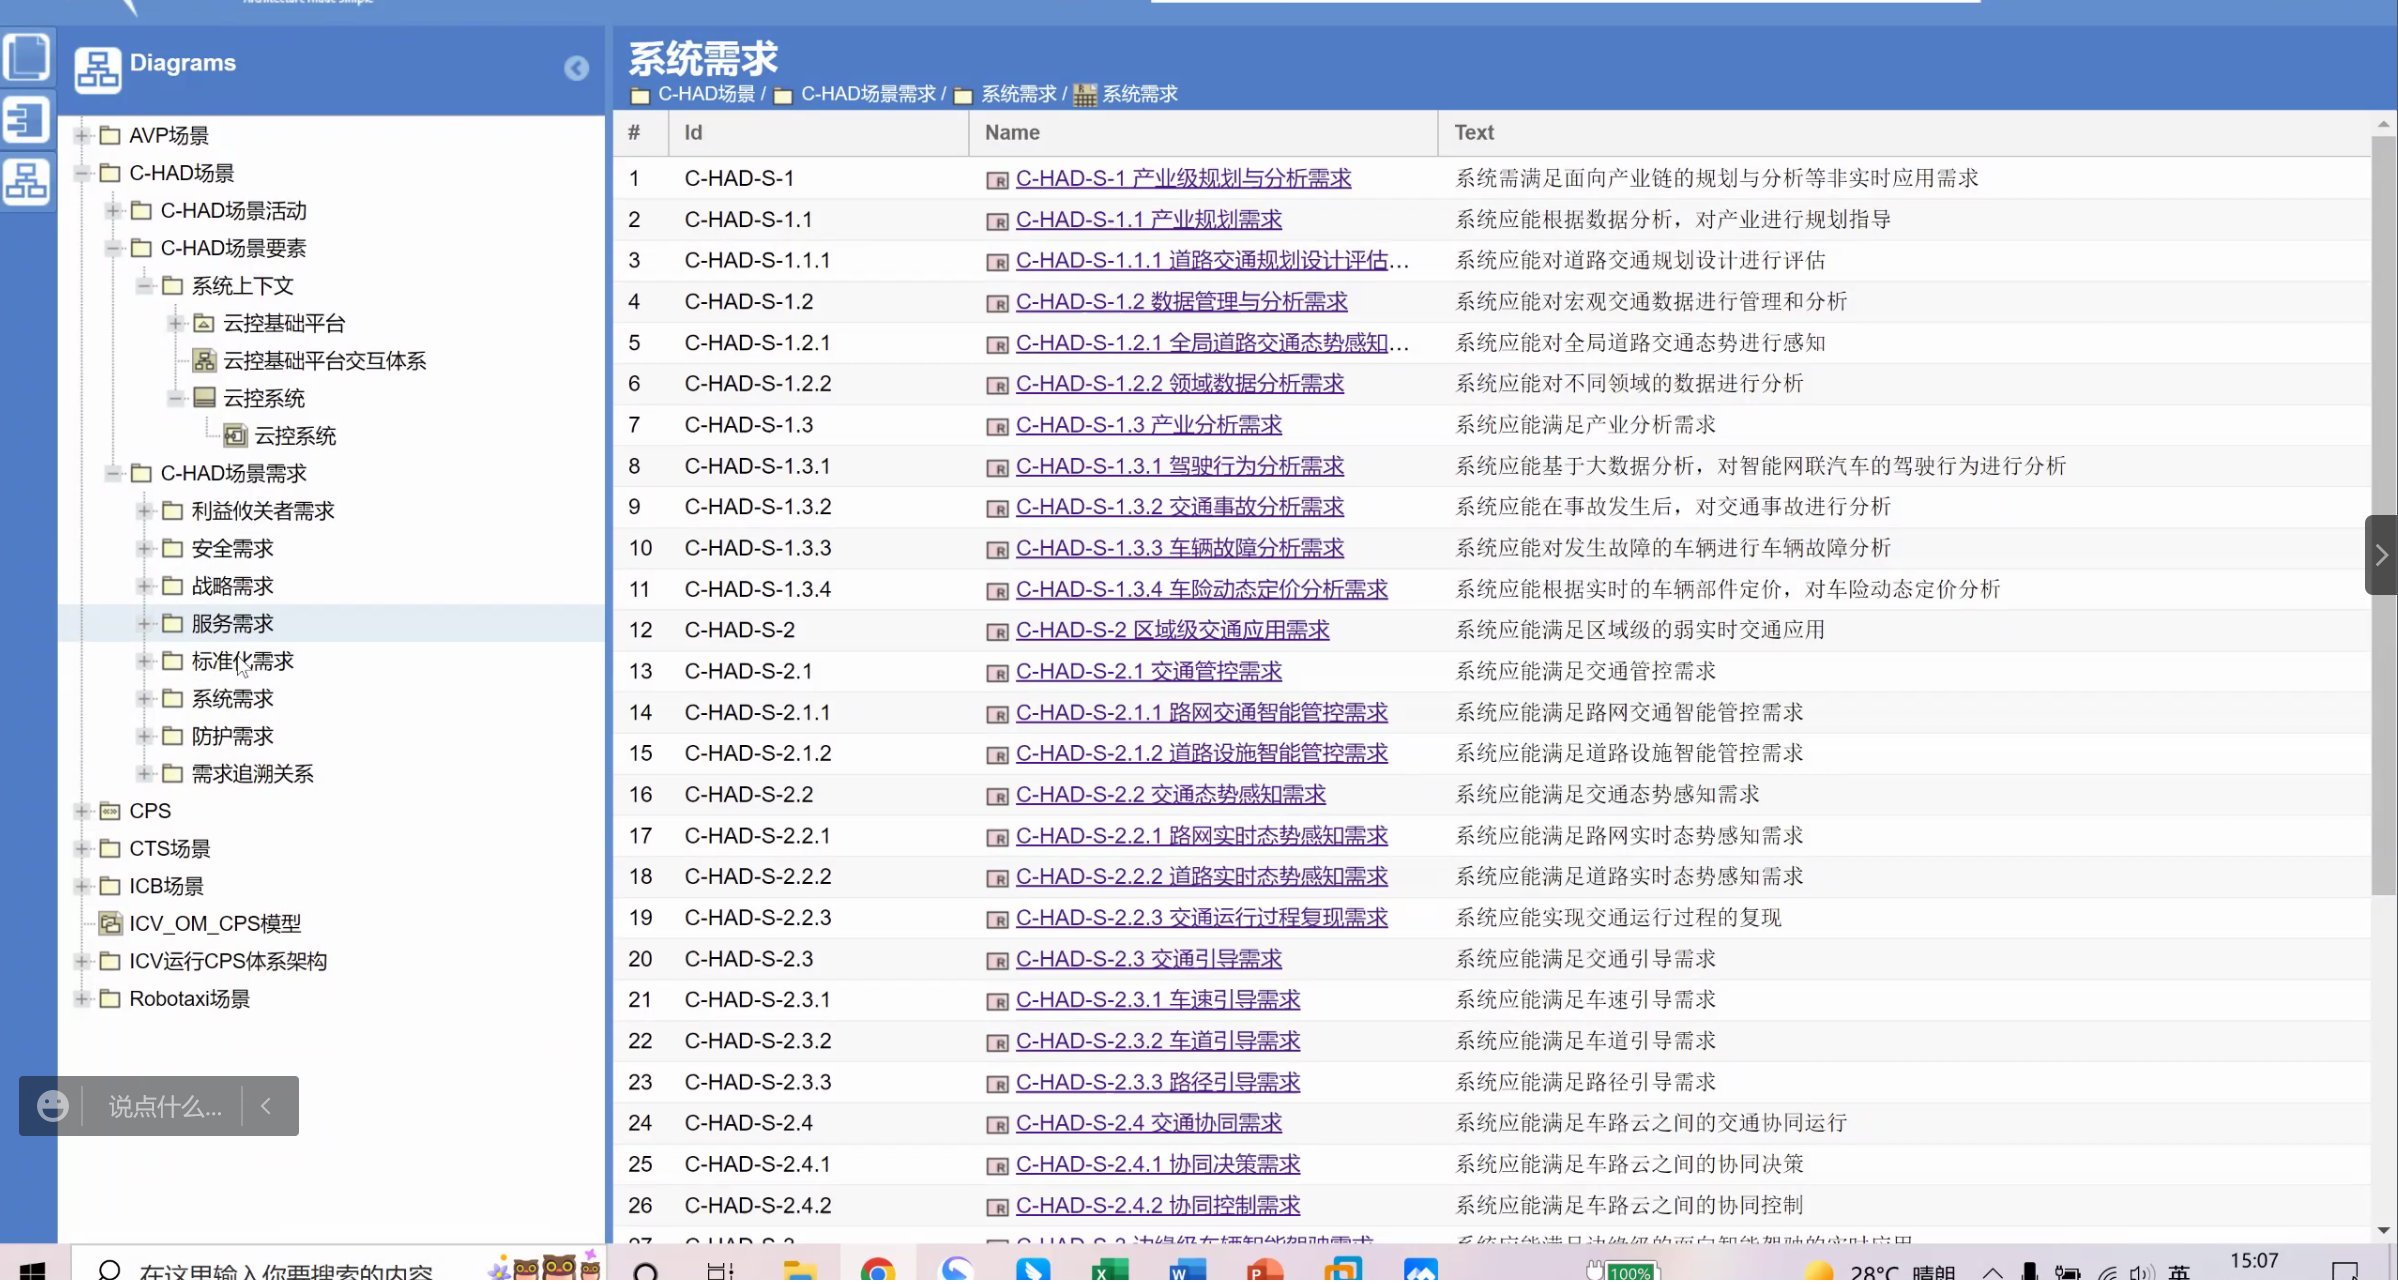 Diagrams
AVP场景
C-HAD场景
C-HAD场景活动
C-HAD场景要素
系统上下文
云控基础平台
云控基础平台交互体系
云控系统
云控系统
C-HAD场景需求
利益攸关者需求
安全需求
战略需求
服务需求
标准化需求
系统需求
防护需求
需求追溯关系
CPS
CTS场景
ICB场景
ICV_OM_CPS模型
ICV运行CPS体系架构
Robotaxi场景
说点什么...
系统需求
C-HAD场景 / C-HAD场景需求 / 系统需求 / 系统需求
# Id Name Text
1 C-HAD-S-1 C-HAD-S-1 产业级规划与分析需求 系统需满足面向产业链的规划与分析等非实时应用需求
2 C-HAD-S-1.1 C-HAD-S-1.1 产业规划需求 系统应能根据数据分析，对产业进行规划指导
3 C-HAD-S-1.1.1 C-HAD-S-1.1.1 道路交通规划设计评估... 系统应能对道路交通规划设计进行评估
4 C-HAD-S-1.2 C-HAD-S-1.2 数据管理与分析需求 系统应能对宏观交通数据进行管理和分析
5 C-HAD-S-1.2.1 C-HAD-S-1.2.1 全局道路交通态势感知... 系统应能对全局道路交通态势进行感知
6 C-HAD-S-1.2.2 C-HAD-S-1.2.2 领域数据分析需求 系统应能对不同领域的数据进行分析
7 C-HAD-S-1.3 C-HAD-S-1.3 产业分析需求 系统应能满足产业分析需求
8 C-HAD-S-1.3.1 C-HAD-S-1.3.1 驾驶行为分析需求 系统应能基于大数据分析，对智能网联汽车的驾驶行为进行分析
9 C-HAD-S-1.3.2 C-HAD-S-1.3.2 交通事故分析需求 系统应能在事故发生后，对交通事故进行分析
10 C-HAD-S-1.3.3 C-HAD-S-1.3.3 车辆故障分析需求 系统应能对发生故障的车辆进行车辆故障分析
11 C-HAD-S-1.3.4 C-HAD-S-1.3.4 车险动态定价分析需求 系统应能根据实时的车辆部件定价，对车险动态定价分析
12 C-HAD-S-2 C-HAD-S-2 区域级交通应用需求 系统应能满足区域级的弱实时交通应用
13 C-HAD-S-2.1 C-HAD-S-2.1 交通管控需求 系统应能满足交通管控需求
14 C-HAD-S-2.1.1 C-HAD-S-2.1.1 路网交通智能管控需求 系统应能满足路网交通智能管控需求
15 C-HAD-S-2.1.2 C-HAD-S-2.1.2 道路设施智能管控需求 系统应能满足道路设施智能管控需求
16 C-HAD-S-2.2 C-HAD-S-2.2 交通态势感知需求 系统应能满足交通态势感知需求
17 C-HAD-S-2.2.1 C-HAD-S-2.2.1 路网实时态势感知需求 系统应能满足路网实时态势感知需求
18 C-HAD-S-2.2.2 C-HAD-S-2.2.2 道路实时态势感知需求 系统应能满足道路实时态势感知需求
19 C-HAD-S-2.2.3 C-HAD-S-2.2.3 交通运行过程复现需求 系统应能实现交通运行过程的复现
20 C-HAD-S-2.3 C-HAD-S-2.3 交通引导需求 系统应能满足交通引导需求
21 C-HAD-S-2.3.1 C-HAD-S-2.3.1 车速引导需求 系统应能满足车速引导需求
22 C-HAD-S-2.3.2 C-HAD-S-2.3.2 车道引导需求 系统应能满足车道引导需求
23 C-HAD-S-2.3.3 C-HAD-S-2.3.3 路径引导需求 系统应能满足路径引导需求
24 C-HAD-S-2.4 C-HAD-S-2.4 交通协同需求 系统应能满足车路云之间的交通协同运行
25 C-HAD-S-2.4.1 C-HAD-S-2.4.1 协同决策需求 系统应能满足车路云之间的协同决策
26 C-HAD-S-2.4.2 C-HAD-S-2.4.2 协同控制需求 系统应能满足车路云之间的协同控制
在这里输入你要搜索的内容
100% 28°C 晴朗 英 15:07